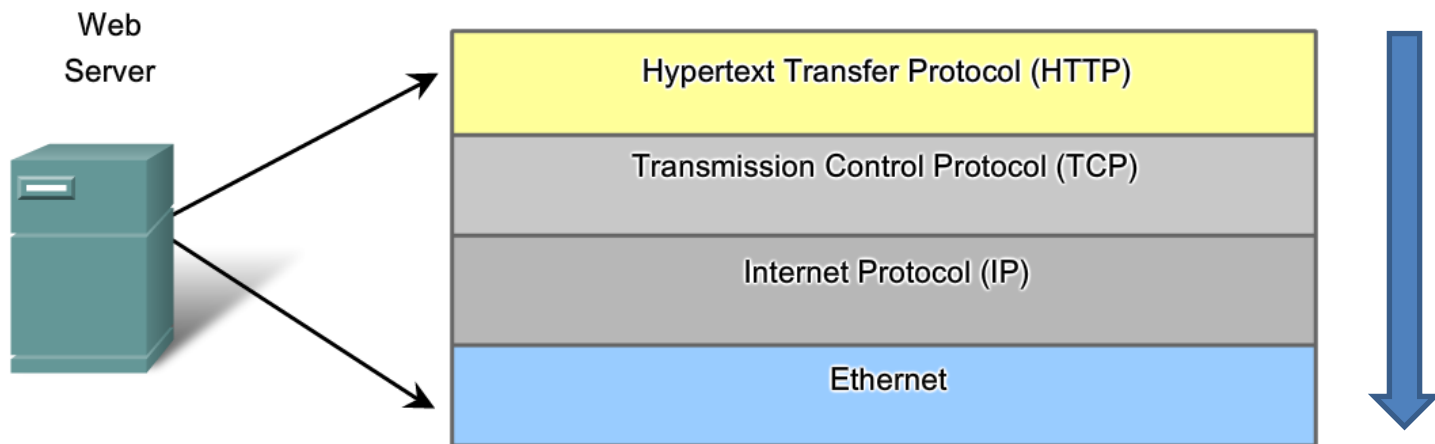 Web
Server
Hypertext Transfer Protocol (HTTP)
Transmission Control Protocol (TCP)
Internet Protocol (IP)
Ethernet